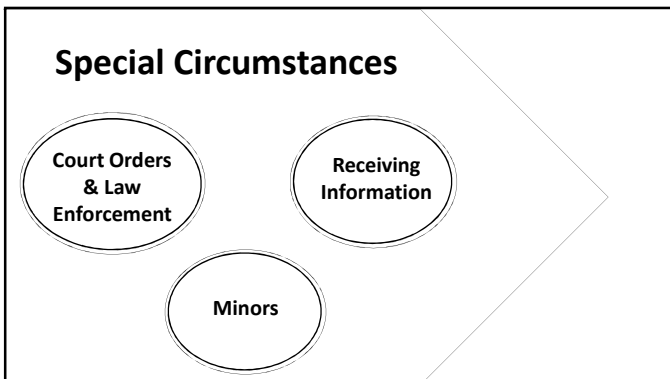 Special Circumstances
Court Orders
& Law
Enforcement
Receiving
Information
Minors